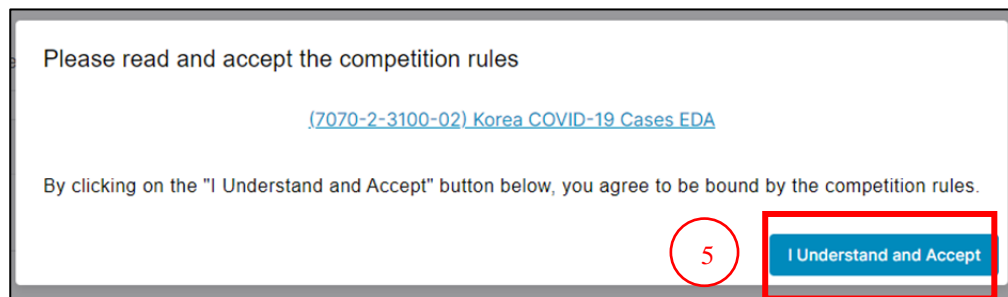 Please read and accept the competition rules
(7070-2-3100-02) Korea COVID-19 Cases EDA
By clicking on the "I Understand and Accept" button below, you agree to be bound by the competition rules.
5
I Understand and Accept